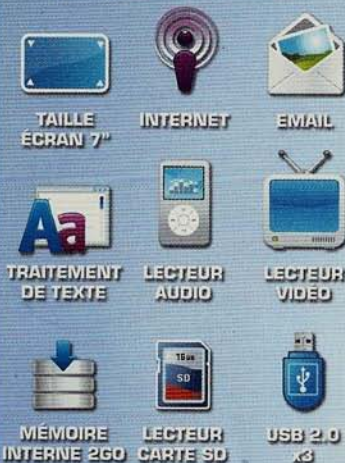 TAILLE
ÉCRAN 7"
INTERNET
EMAIL
Aa
TRAITEMENT
DE TEXTE
LECTEUR
AUDIO
LECTEUR
VIDÉO
16GB
SD
MÉMOIRE
INTERNE 2GO
LECTEUR
CARTE SD
USB 2.0
x3